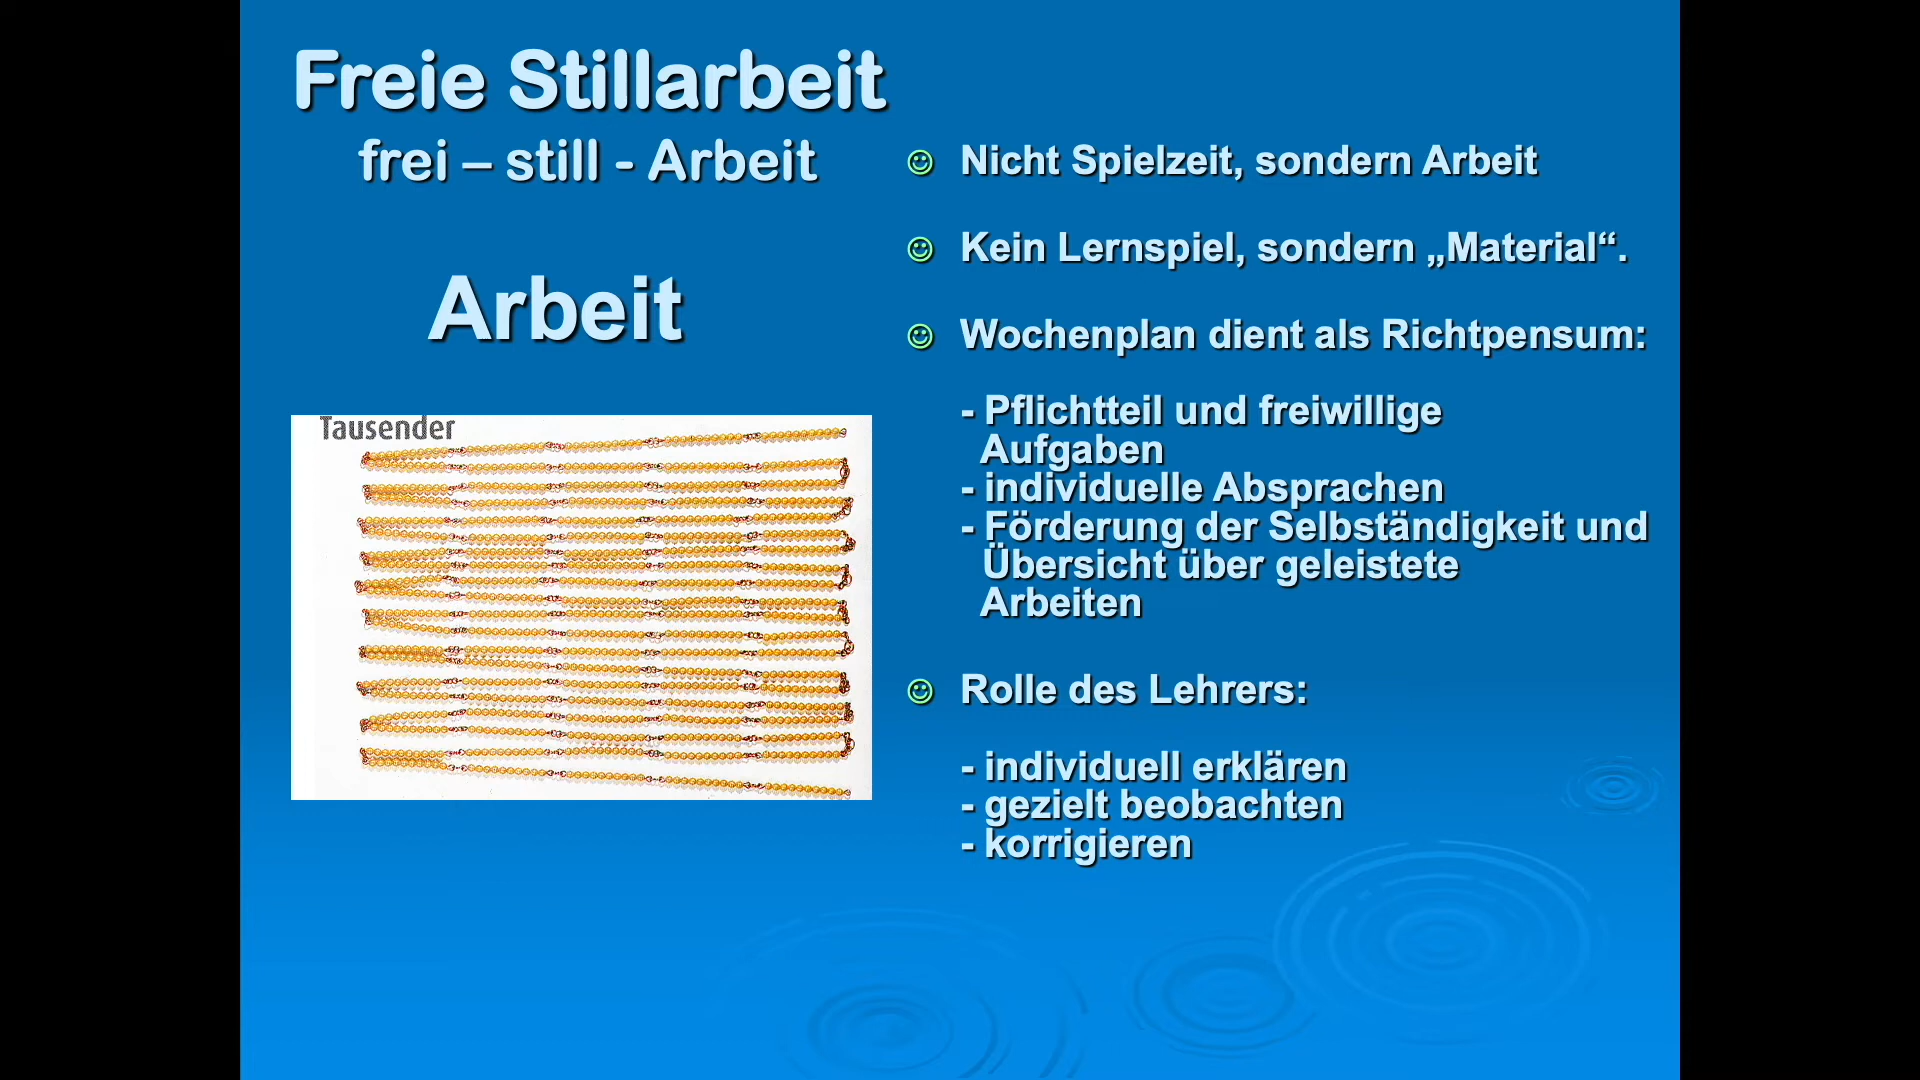 Freie Stillarbeit
frei – still - Arbeit
Arbeit
Tausender
Nicht Spielzeit, sondern Arbeit
Kein Lernspiel, sondern „Material“.
Wochenplan dient als Richtpensum:
- Pflichtteil und freiwillige
Aufgaben
- individuelle Absprachen
- Förderung der Selbständigkeit und
Übersicht über geleistete
Arbeiten
Rolle des Lehrers:
- individuell erklären
- gezielt beobachten
- korrigieren